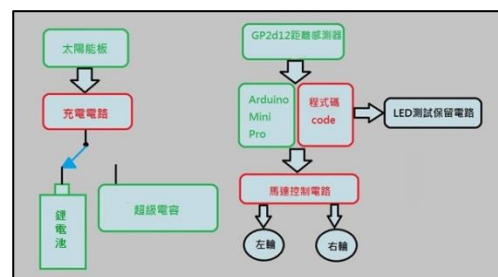 太陽能板
充電電路
鋰
電
池
超級電容
GP2d12距離感測器
Arduino
Mini
Pro
程式碼
code
LED測試保留電路
馬達控制電路
左輪
右輪